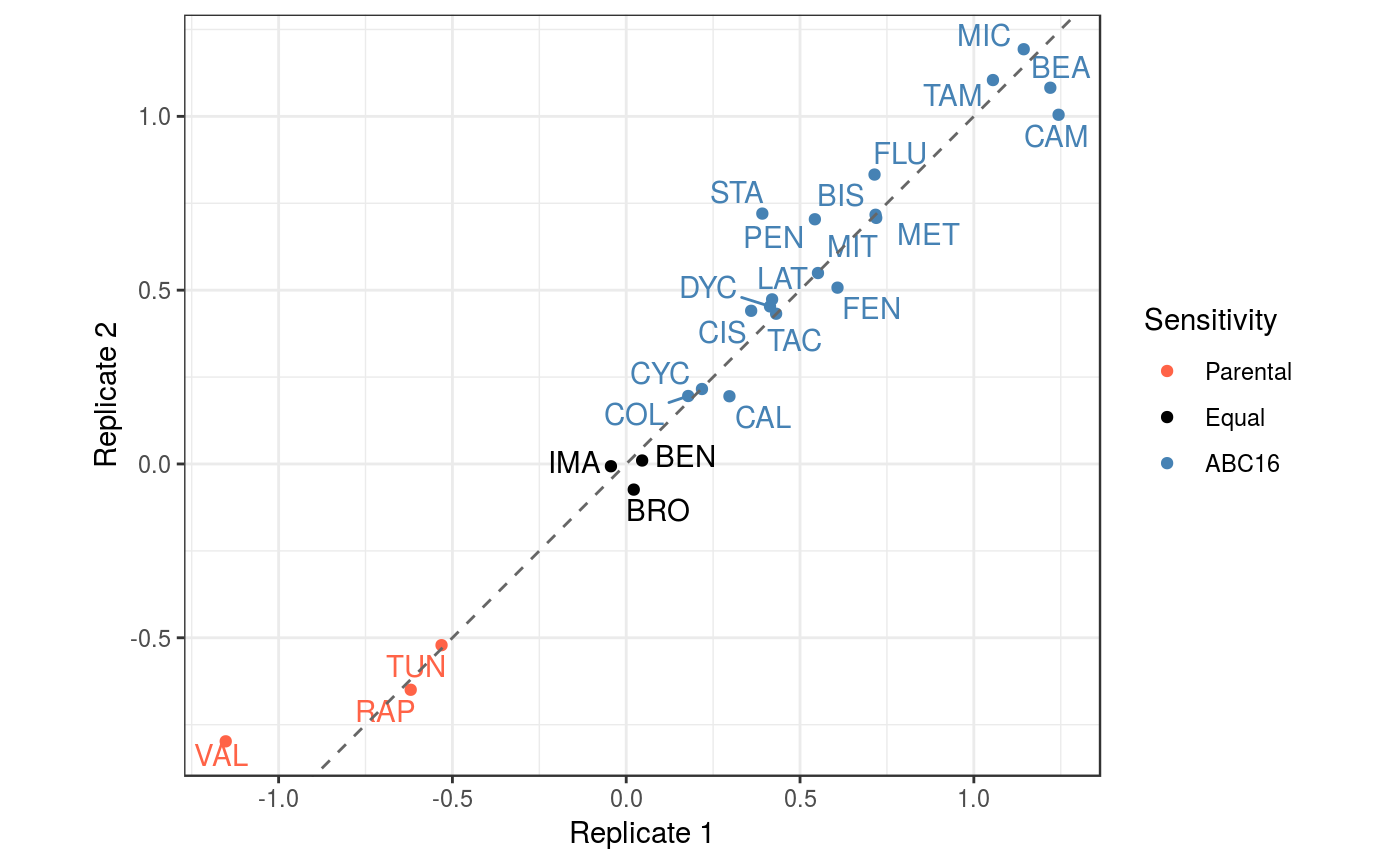 MIC
BEA
TAM
CAM
FLU
STA
BIS
PEN
MIT
MET
DYC
LAT
FEN
CIS
TAC
CYC
COL
CAL
IMA
BEN
BRO
TUN
RAP
VAL
1.0
0.5
0.0
-0.5
Replicate 2
-1.0
-0.5
0.0
0.5
1.0
Replicate 1
Sensitivity
Parental
Equal
ABC16